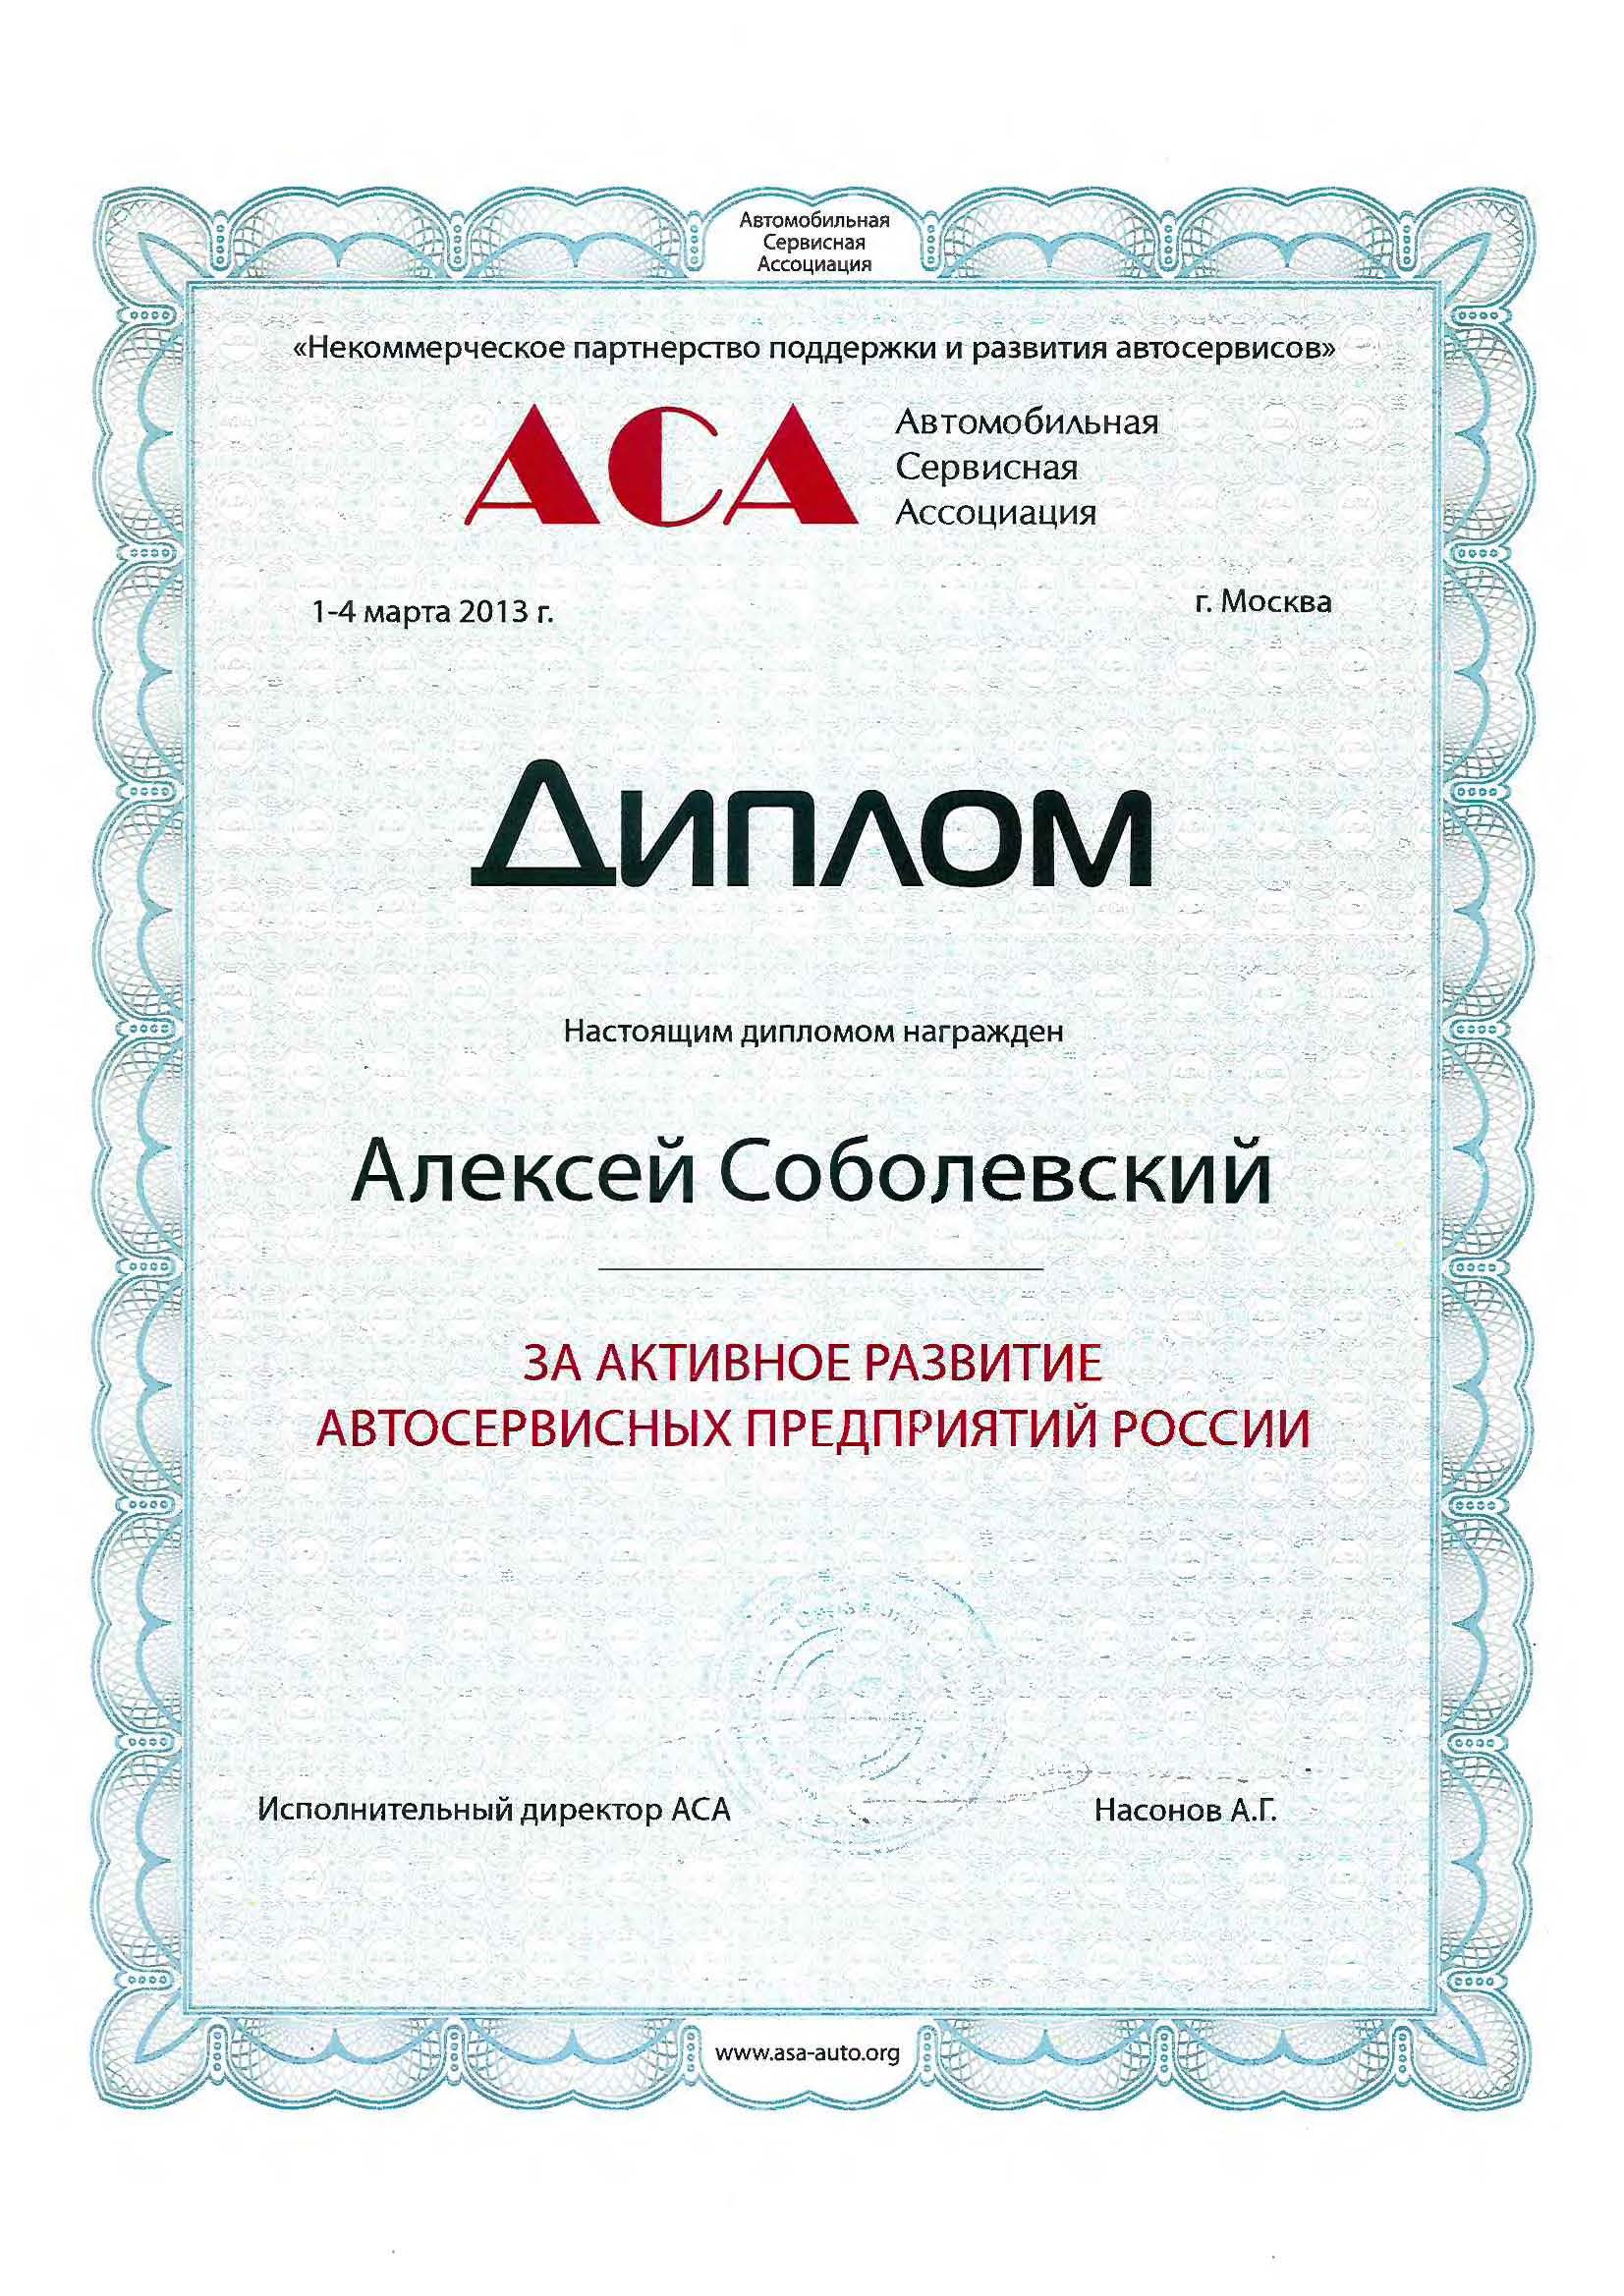 Автомобильная
Сервисная
Ассоциация
«Некоммерческое партнерство поддержки и развития автосервисов»
АСА
Автомобильная
Сервисная
Ассоциация
1-4 марта 2013 г.
г. Москва
Диплом
Настоящим дипломом награжден
Алексей Соболевский
ЗА АКТИВНОЕ РАЗВИТИЕ
АВТОСЕРВИСНЫХ ПРЕДПРИЯТИЙ РОССИИ
Исполнительный директор АСА
Насонов А.Г.
www.asa-auto.org